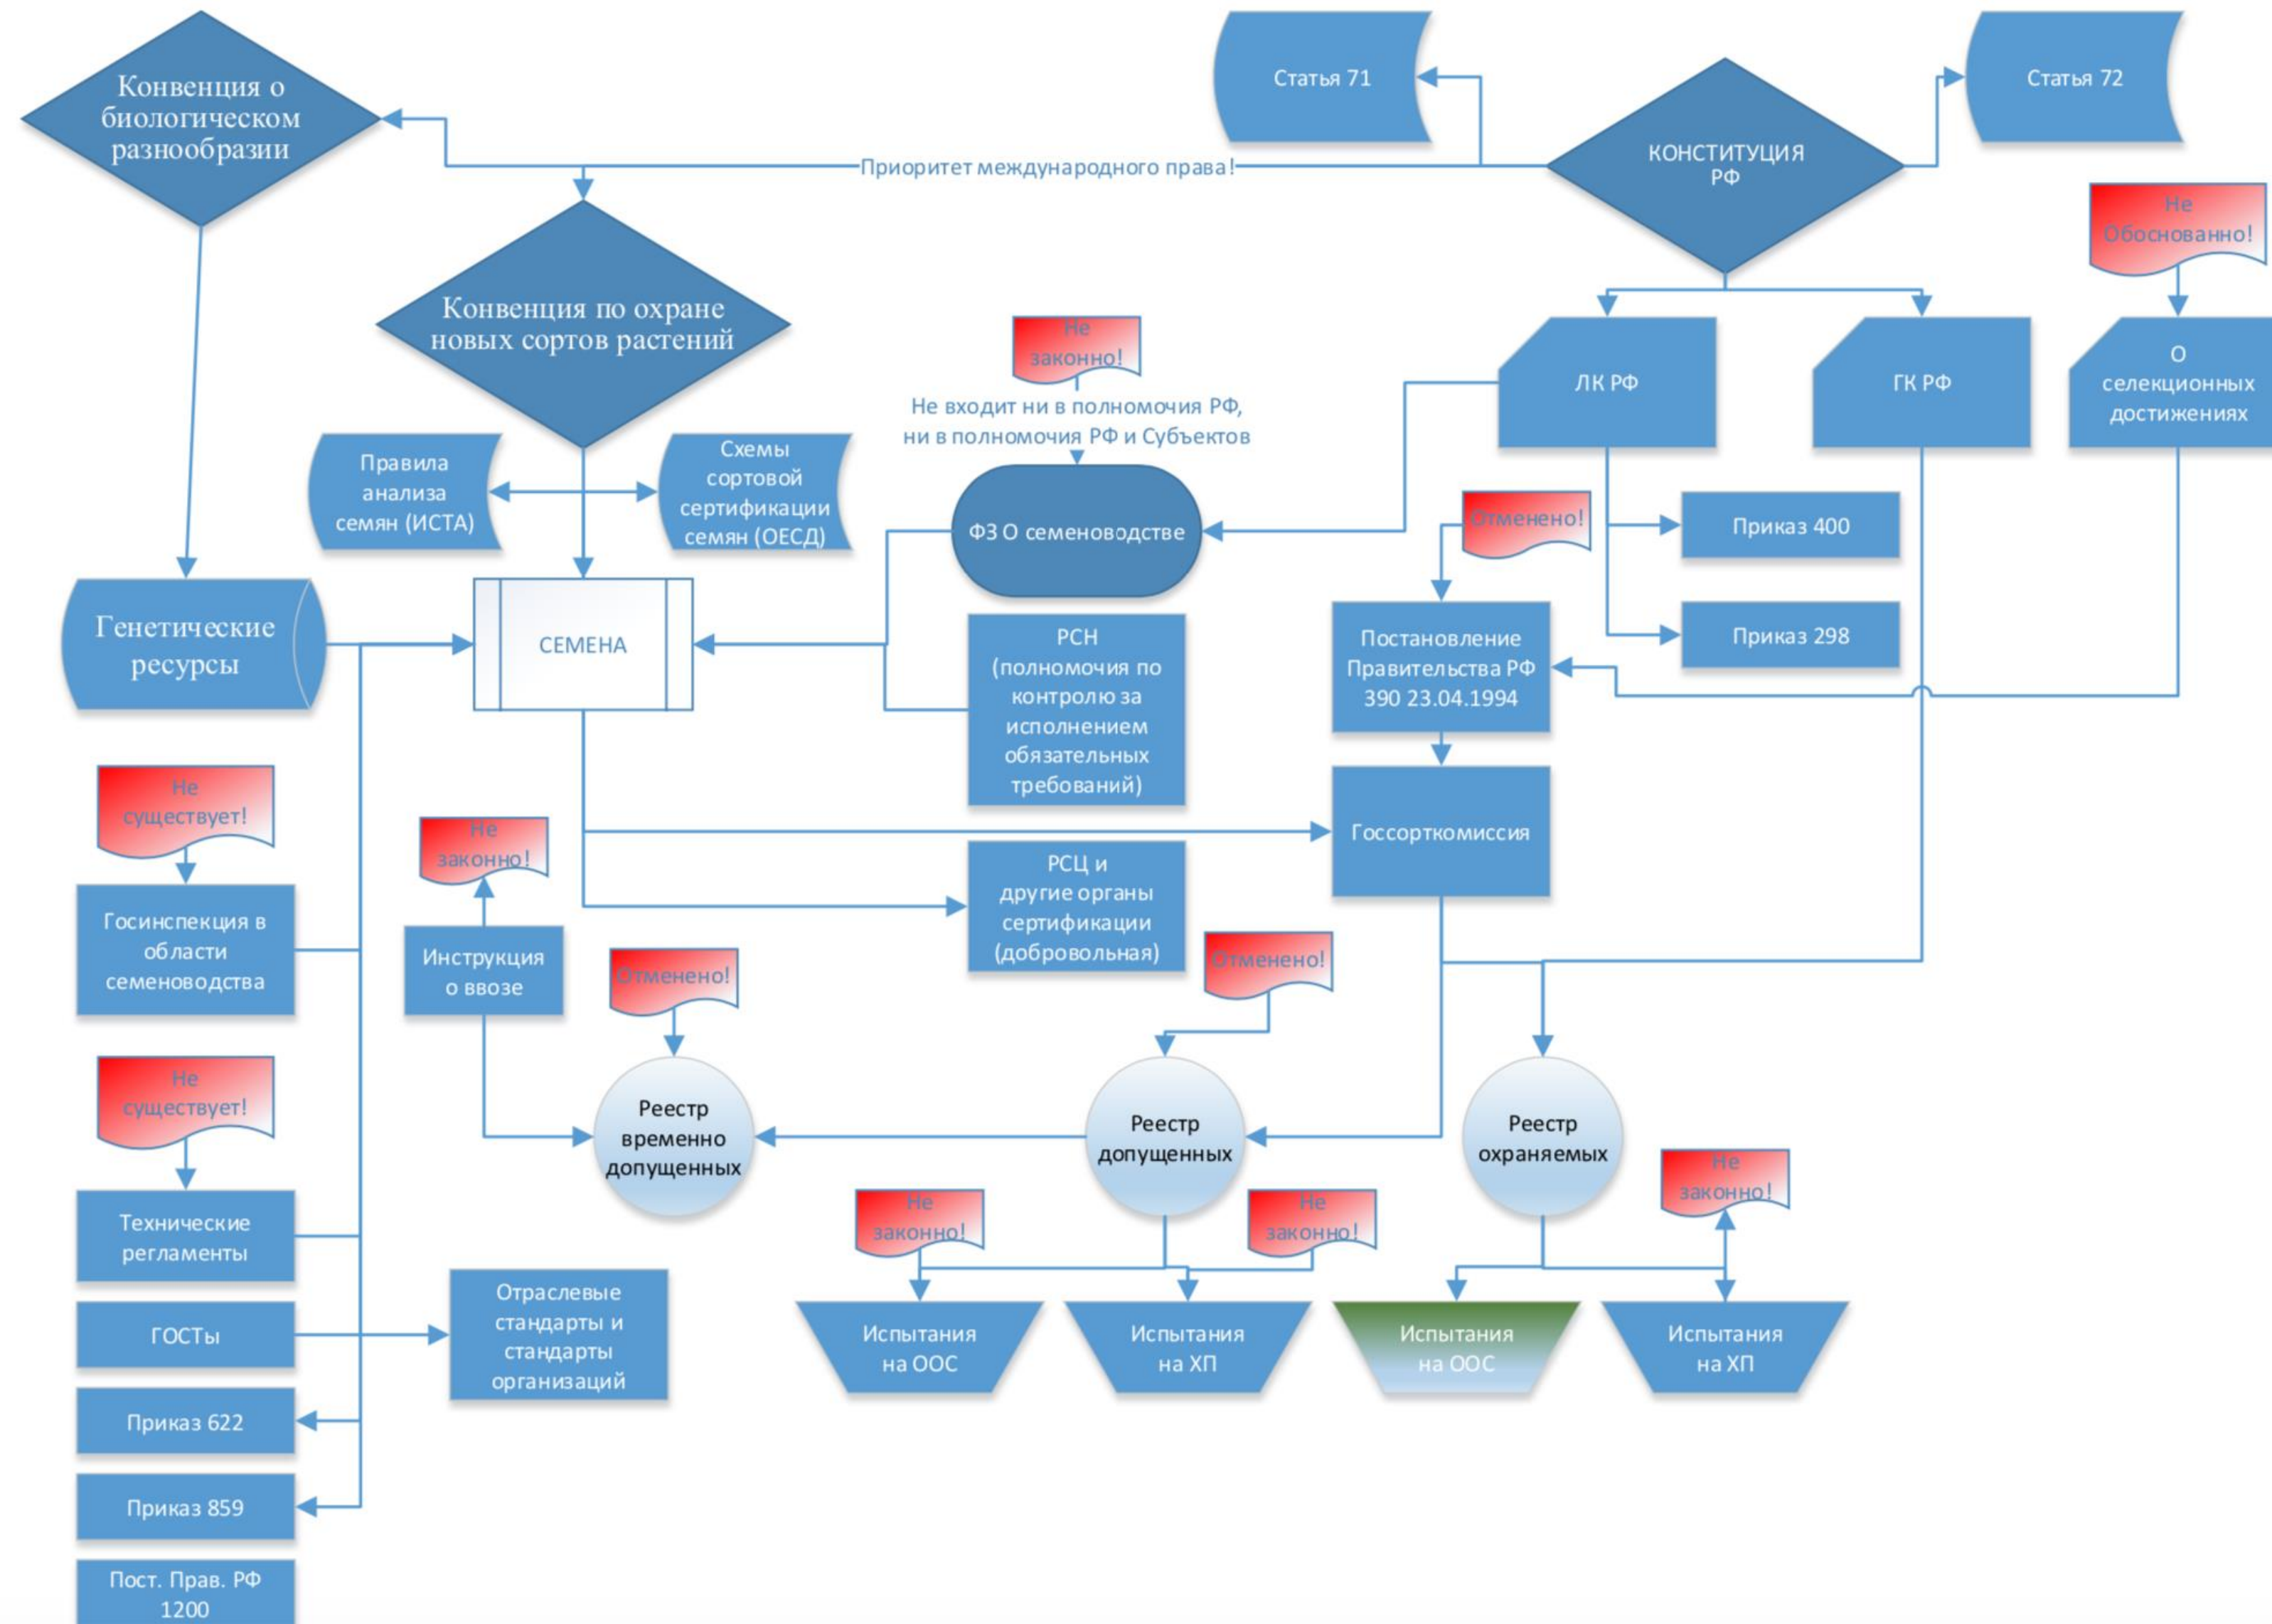 Конвенция о
биологическом
разнообразии
Статья 71
КОНСТИТУЦИЯ
РФ
Статья 72
Приоритет международного права!
Не
Обоснованно!
Конвенция по охране
новых сортов растений
Не
законно!
Не входит ни в полномочия РФ,
ни в полномочия РФ и Субъектов
ЛК РФ
ГК РФ
О
селекционных
достижениях
Правила
анализа
семян (ИСТА)
Схемы
сортовой
сертификации
семян (ОЕСД)
ФЗ О семеноводстве
Отменено!
Приказ 400
Приказ 298
Генетические
ресурсы
СЕМЕНА
РСН
(полномочия по
контролю за
исполнением
обязательных
требований)
Постановление
Правительства РФ
390 23.04.1994
Не
существует!
Не
законно!
Госсорткомиссия
РСЦ и
другие органы
сертификации
(добровольная)
Госинспекция в
области
семеноводства
Инструкция
о ввозе
Отменено!
Отменено!
Не
существует!
Реестр
временно
допущенных
Реестр
допущенных
Реестр
охраняемых
Не
законно!
Не
законно!
Не
законно!
Технические
регламенты
Отраслевые
стандарты и
стандарты
организаций
ГОСТы
Испытания
на ООС
Испытания
на ХП
Испытания
на ООС
Испытания
на ХП
Приказ 622
Приказ 859
Пост. Прав. РФ
1200